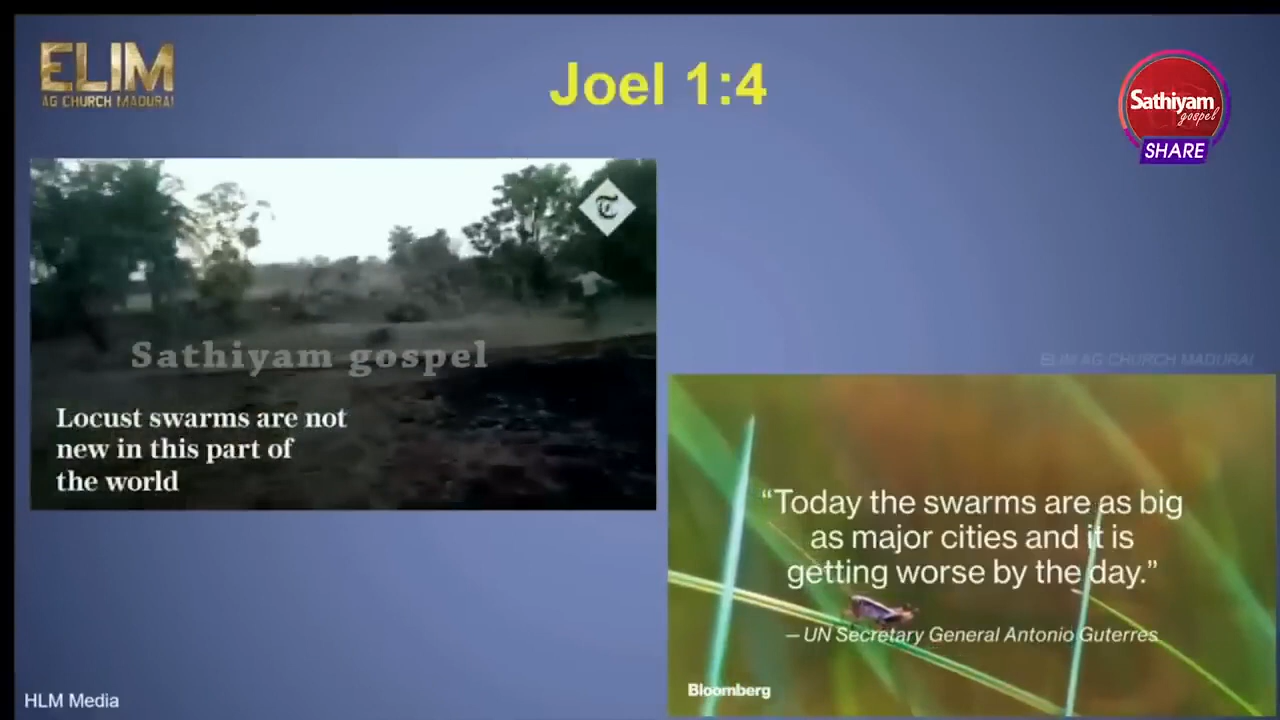 ELIM
AG CHURCH MADURAI
Joel 1:4
Sathiyam
gospel
SHARE
T
Sathiyam gospel
Locust swarms are not
new in this part of
the world
ELIM AG CHURCH MADURAI
“Today the swarms are as big
as major cities and it is
getting worse by the day.”
— UN Secretary General Antonio Guterres
Bloomberg
HLM Media